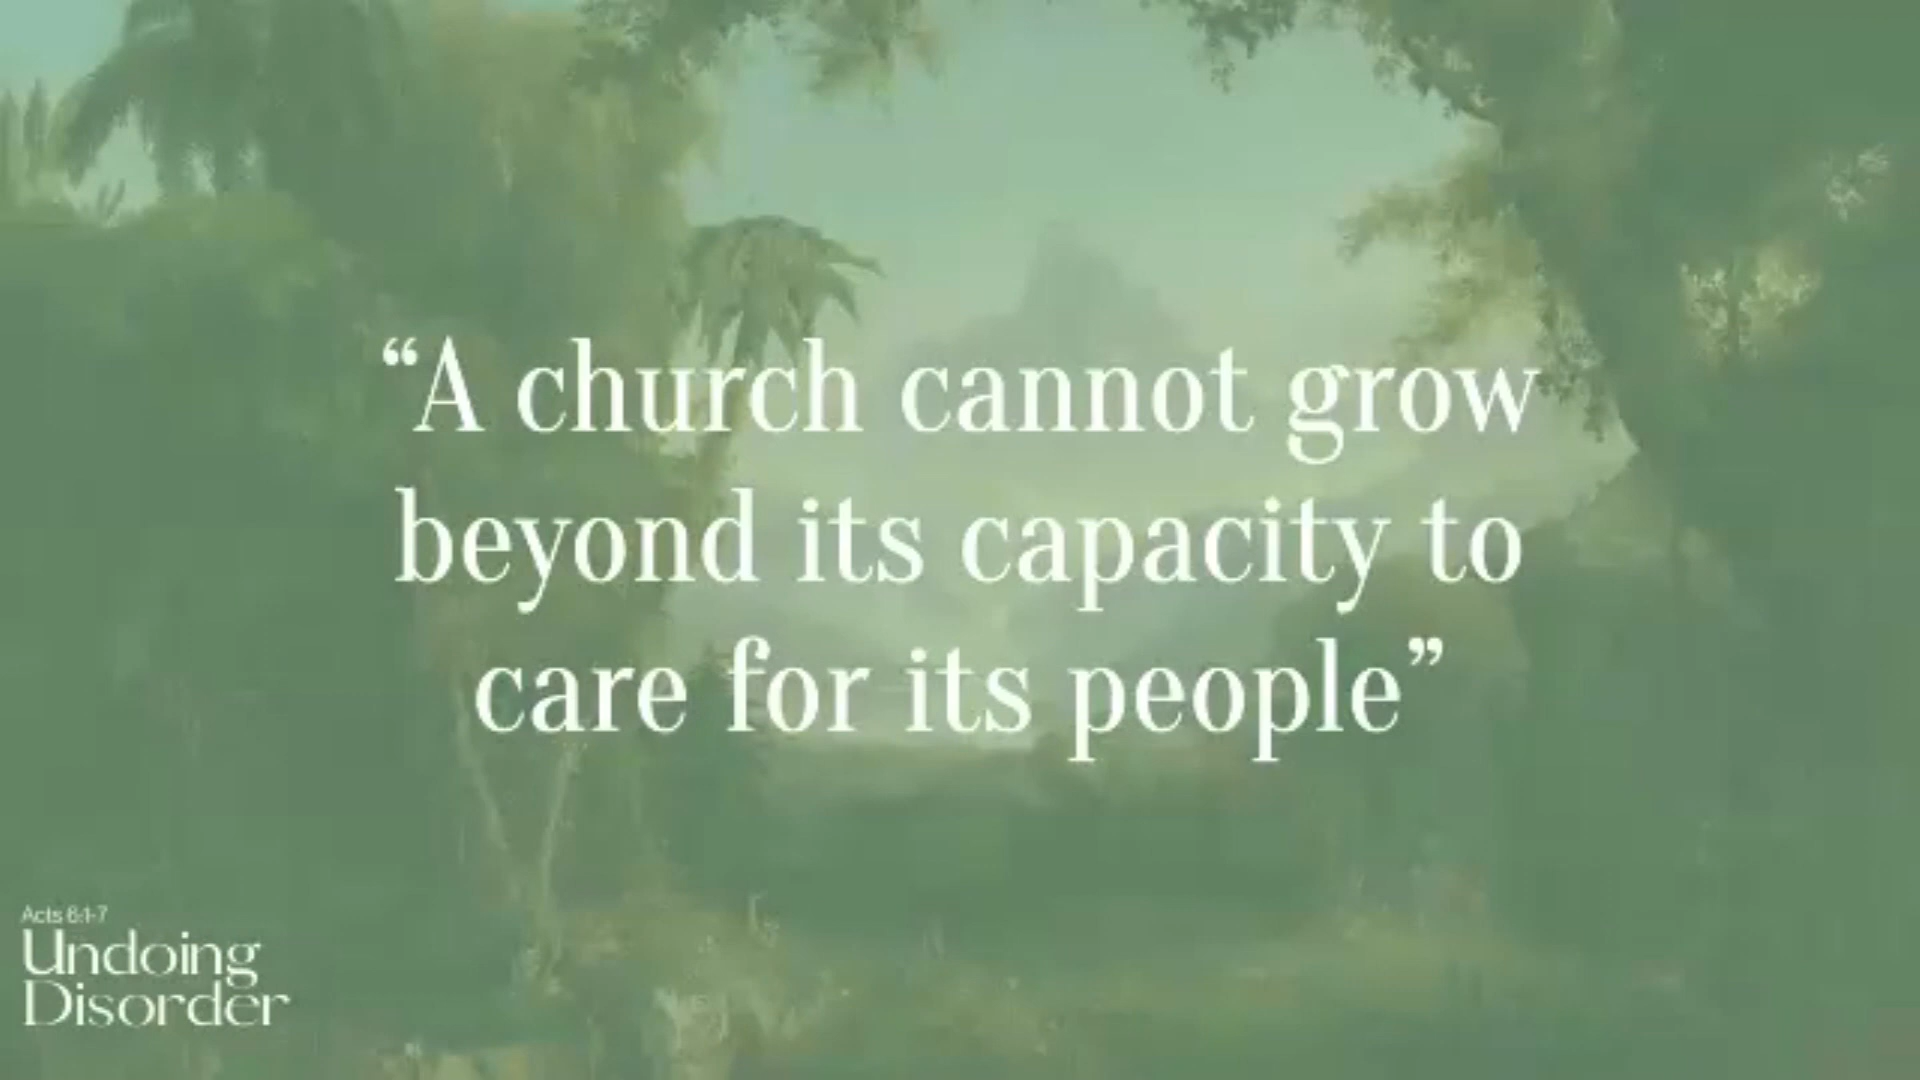 “A church cannot grow
beyond its capacity to
care for its people”
Acts 6:1-7
Undoing
Disorder